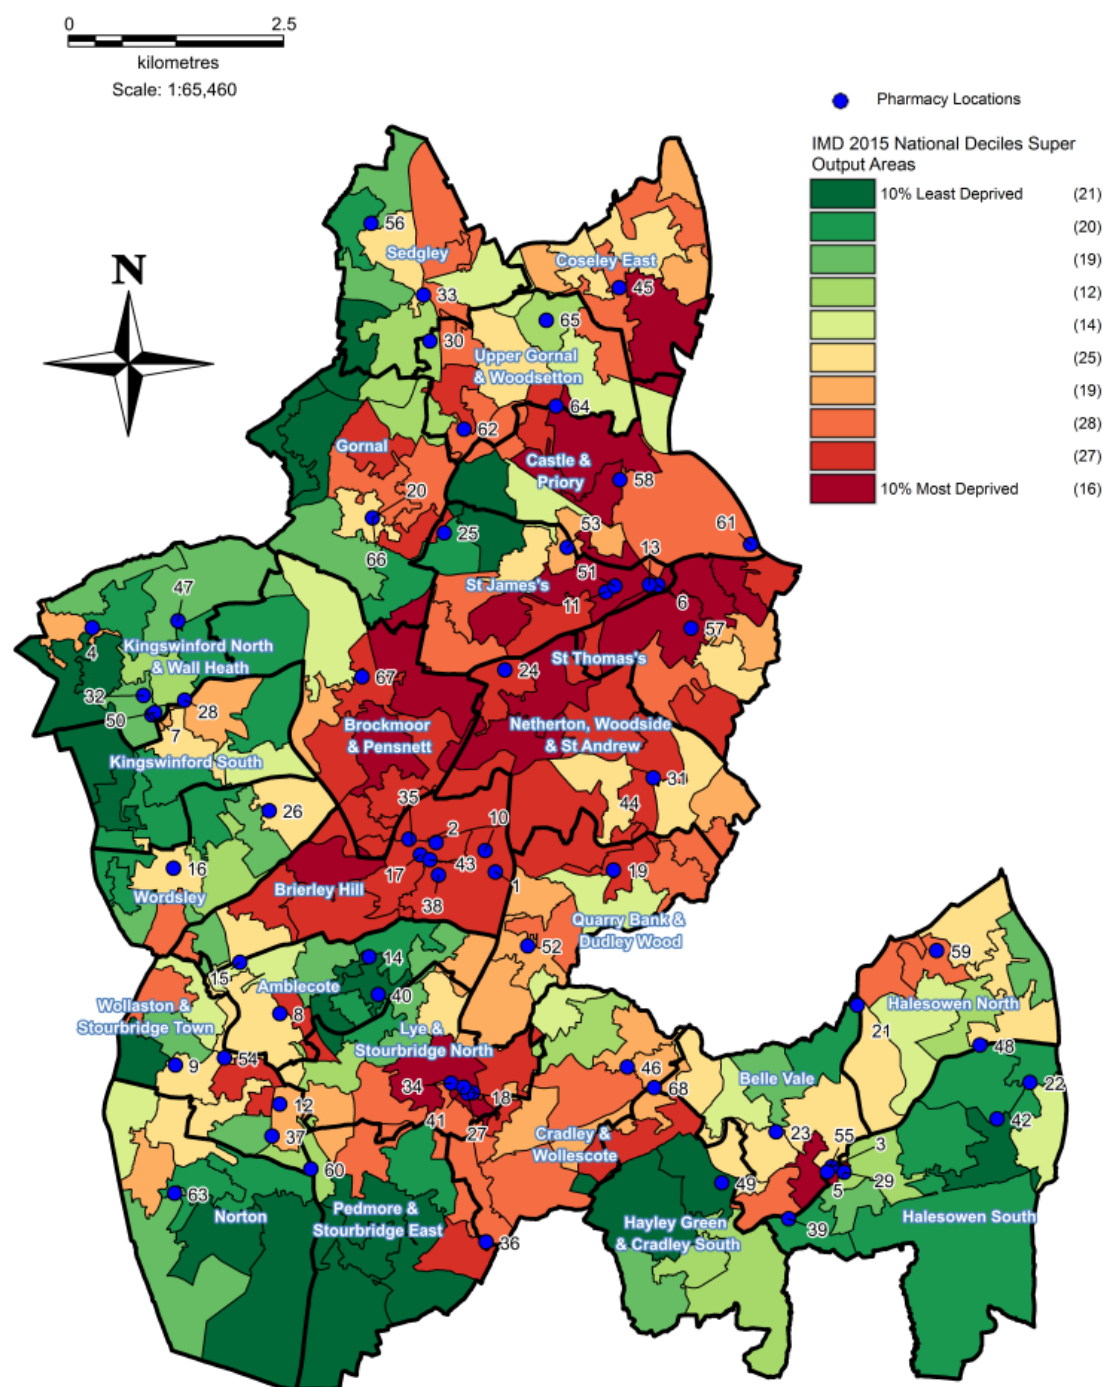 0 2.5
kilometres
Scale: 1:65,460
Pharmacy Locations
IMD 2015 National Deciles Super
Output Areas
10% Least Deprived (21)
(20)
(19)
(12)
(14)
(25)
(19)
(28)
(27)
10% Most Deprived (16)
N
56
Sedgley
Coseley East
33
45
65
30
Upper Gornal
& Woodsetton
64
62
Gornal
Castle &
Priory
58
20
53
61
25
13
66
51
St James's
47
11
6
57
4
Kingswinford North
& Wall Heath
St Thomas's
24
67
32
28
50
7
Brockmoor
& Pensnett
Netherton, Woodside
& St Andrew
Kingswinford South
31
35
44
26
2
10
16
17
43
19
1
Wordsley
Brierley Hill
38
Quarry Bank &
Dudley Wood
52
59
14
15
Amblecote
40
Wollaston &
Stourbridge Town
8
Halesowen North
Lye &
Stourbridge North
21
48
54
9
46
Belle Vale
22
34
68
18
12
41
27
42
37
Cradley &
Wollescote
23
55
3
60
63
49
5
29
Norton
Pedmore &
Stourbridge East
Hayley Green
& Cradley South
39
Halesowen South
36